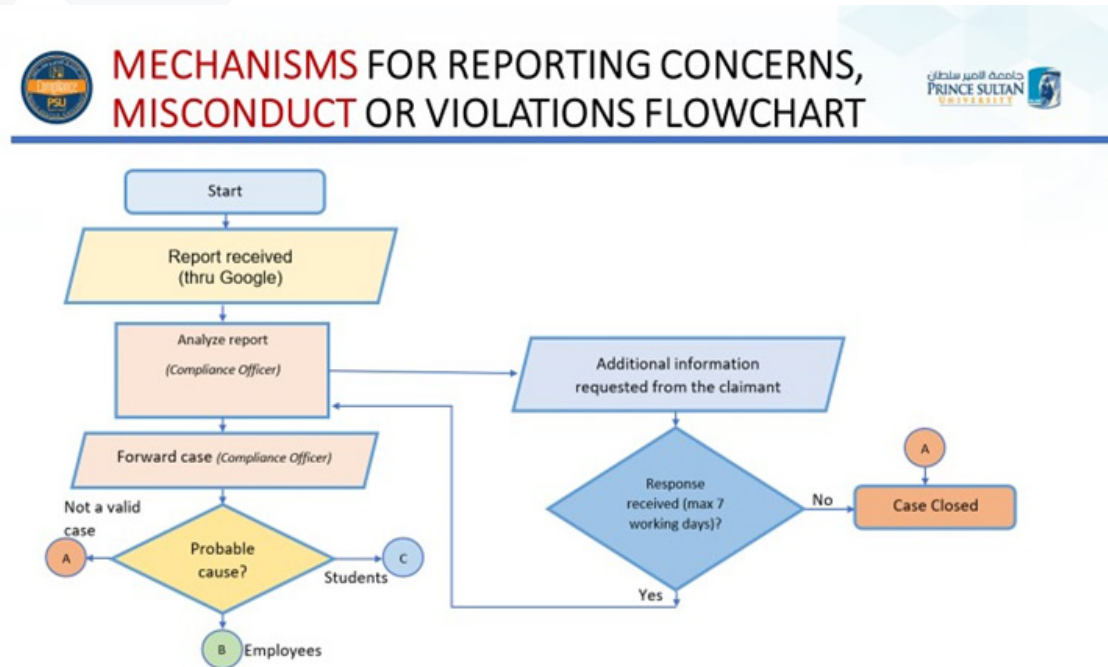 MECHANISMS FOR REPORTING CONCERNS,
MISCONDUCT OR VIOLATIONS FLOWCHART
Compliance
PSU
جامعة الأمير سلطان
PRINCE SULTAN
UNIVERSITY
Start
Report received
(thru Google)
Analyze report
(Compliance Officer)
Additional information
requested from the claimant
Forward case (Compliance Officer)
Response
received (max 7
working days)?
No
A
Case Closed
Yes
Not a valid
case
A
Probable
cause?
Students
C
B
Employees